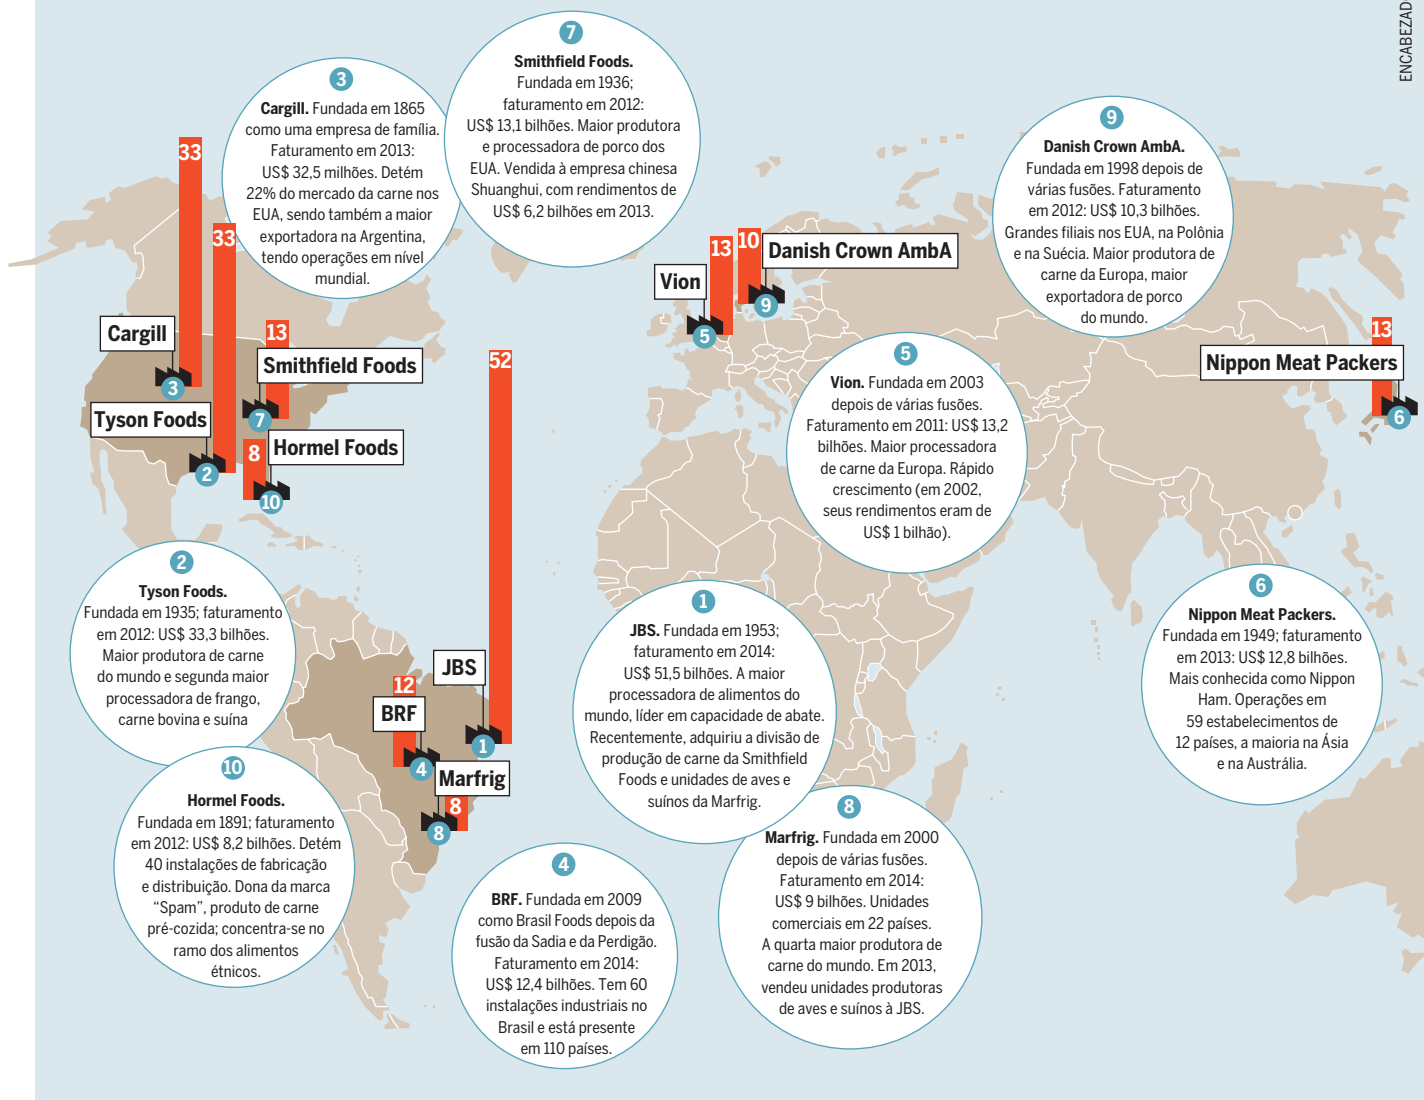 ENCABEZAD
7
Smithfield Foods.
Fundada em 1936;
faturamento em 2012:
US$ 13,1 bilhões. Maior produtora
e processadora de porco dos
EUA. Vendida à empresa chinesa
Shuanghui, com rendimentos de
US$ 6,2 bilhões em 2013.
3
Cargill. Fundada em 1865
como uma empresa de família.
Faturamento em 2013:
US$ 32,5 milhões. Detém
22% do mercado da carne nos
EUA, sendo também a maior
exportadora na Argentina,
tendo operações em nível
mundial.
9
Danish Crown AmbA.
Fundada em 1998 depois de
várias fusões. Faturamento
em 2012: US$ 10,3 bilhões.
Grandes filiais nos EUA, na Polônia
e na Suécia. Maior produtora de
carne da Europa, maior
exportadora de porco
do mundo.
33
33
Cargill
3
13
Smithfield Foods
7
Tyson Foods
2
8
Hormel Foods
10
52
13
Vion
5
10
Danish Crown AmbA
9
13
Nippon Meat Packers
6
5
Vion. Fundada em 2003
depois de várias fusões.
Faturamento em 2011: US$ 13,2
bilhões. Maior processadora
de carne da Europa. Rápido
crescimento (em 2002,
seus rendimentos eram de
US$ 1 bilhão).
2
Tyson Foods.
Fundada em 1935; faturamento
em 2012: US$ 33,3 bilhões.
Maior produtora de carne
do mundo e segunda maior
processadora de frango,
carne bovina e suína
1
JBS. Fundada em 1953;
faturamento em 2014:
US$ 51,5 bilhões. A maior
processadora de alimentos do
mundo, líder em capacidade de abate.
Recentemente, adquiriu a divisão de
produção de carne da Smithfield
Foods e unidades de aves e
suínos da Marfrig.
6
Nippon Meat Packers.
Fundada em 1949; faturamento
em 2013: US$ 12,8 bilhões.
Mais conhecida como Nippon
Ham. Operações em
59 estabelecimentos de
12 países, a maioria na Ásia
e na Austrália.
JBS
1
12
BRF
4
Marfrig
8
8
10
Hormel Foods.
Fundada em 1891; faturamento
em 2012: US$ 8,2 bilhões. Detém
40 instalações de fabricação
e distribuição. Dona da marca
“Spam”, produto de carne
pré-cozida; concentra-se no
ramo dos alimentos
étnicos.
4
BRF. Fundada em 2009
como Brasil Foods depois da
fusão da Sadia e da Perdigão.
Faturamento em 2014:
US$ 12,4 bilhões. Tem 60
instalações industriais no
Brasil e está presente
em 110 países.
8
Marfrig. Fundada em 2000
depois de várias fusões.
Faturamento em 2014:
US$ 9 bilhões. Unidades
comerciais em 22 países.
A quarta maior produtora de
carne do mundo. Em 2013,
vendeu unidades produtoras
de aves e suínos à JBS.